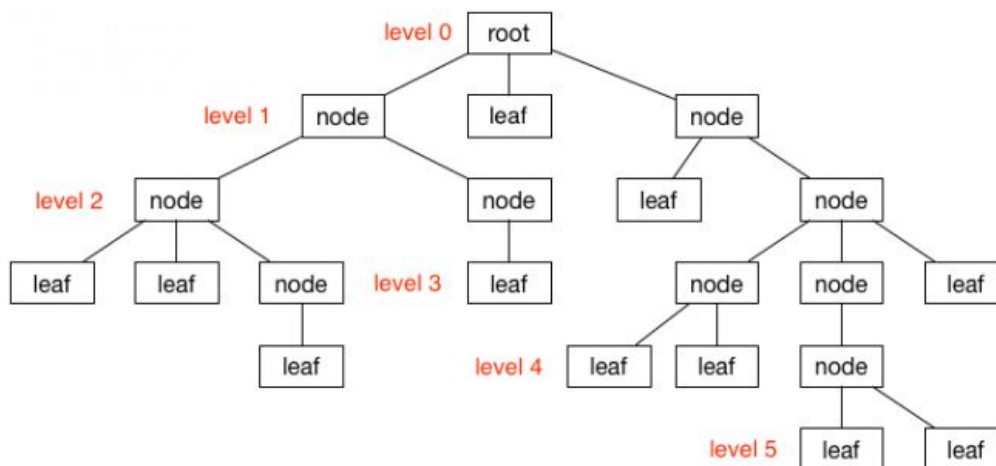 level 0 root
level 1 node leaf node
level 2 node node leaf node
leaf leaf node level 3 leaf node node leaf
leaf level 4 leaf leaf node
level 5 leaf leaf